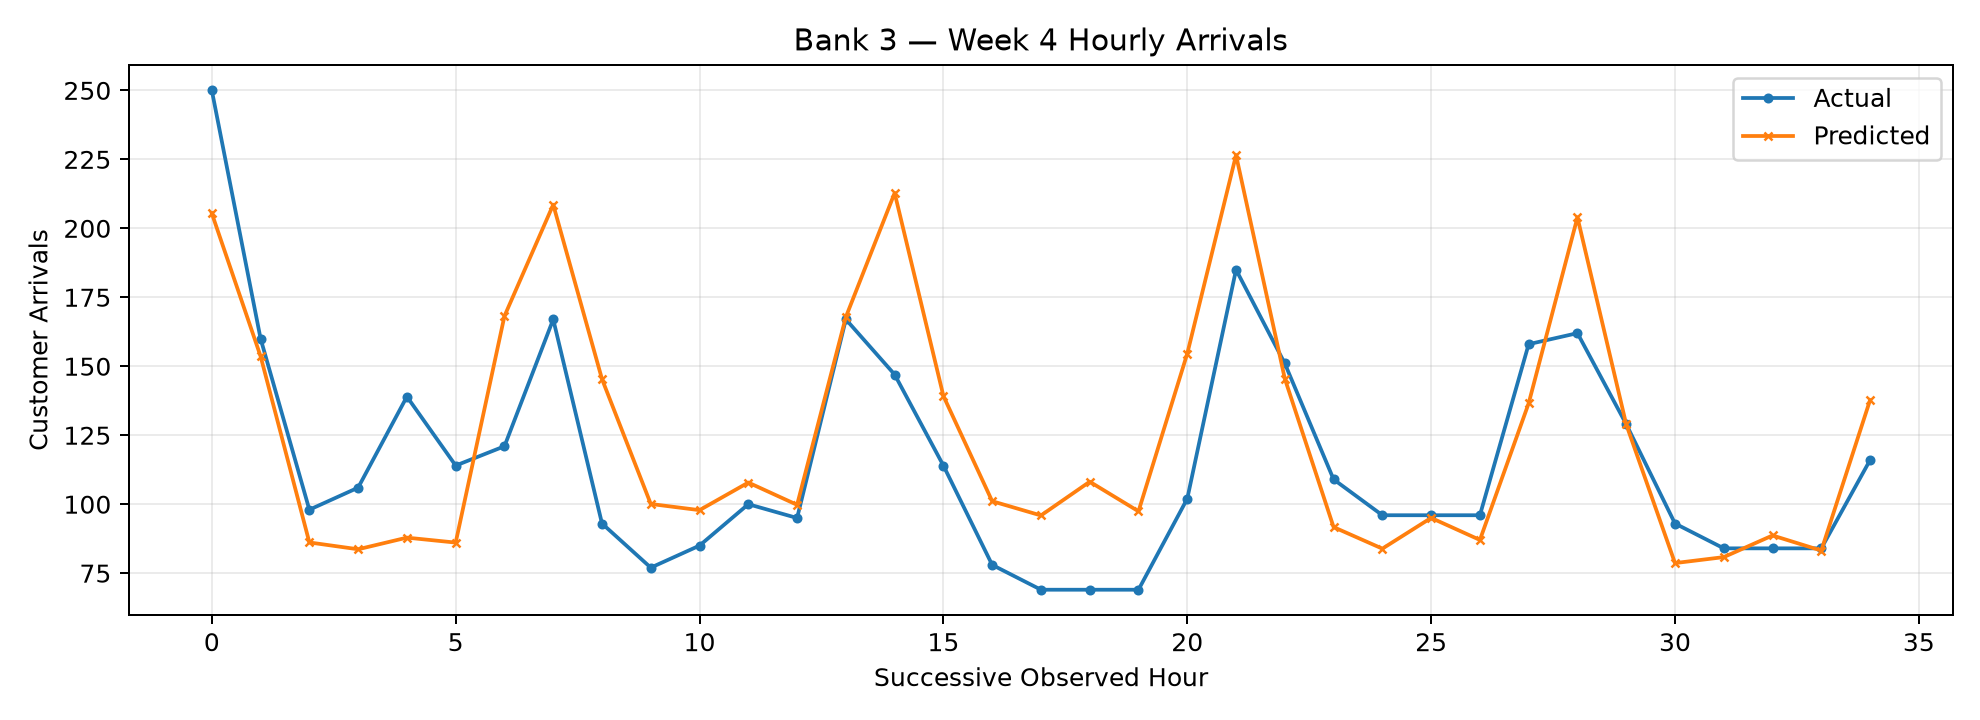 Bank 3 — Week 4 Hourly Arrivals
Actual
Predicted
Customer Arrivals
250
225
200
175
150
125
100
75
0 5 10 15 20 25 30 35
Successive Observed Hour